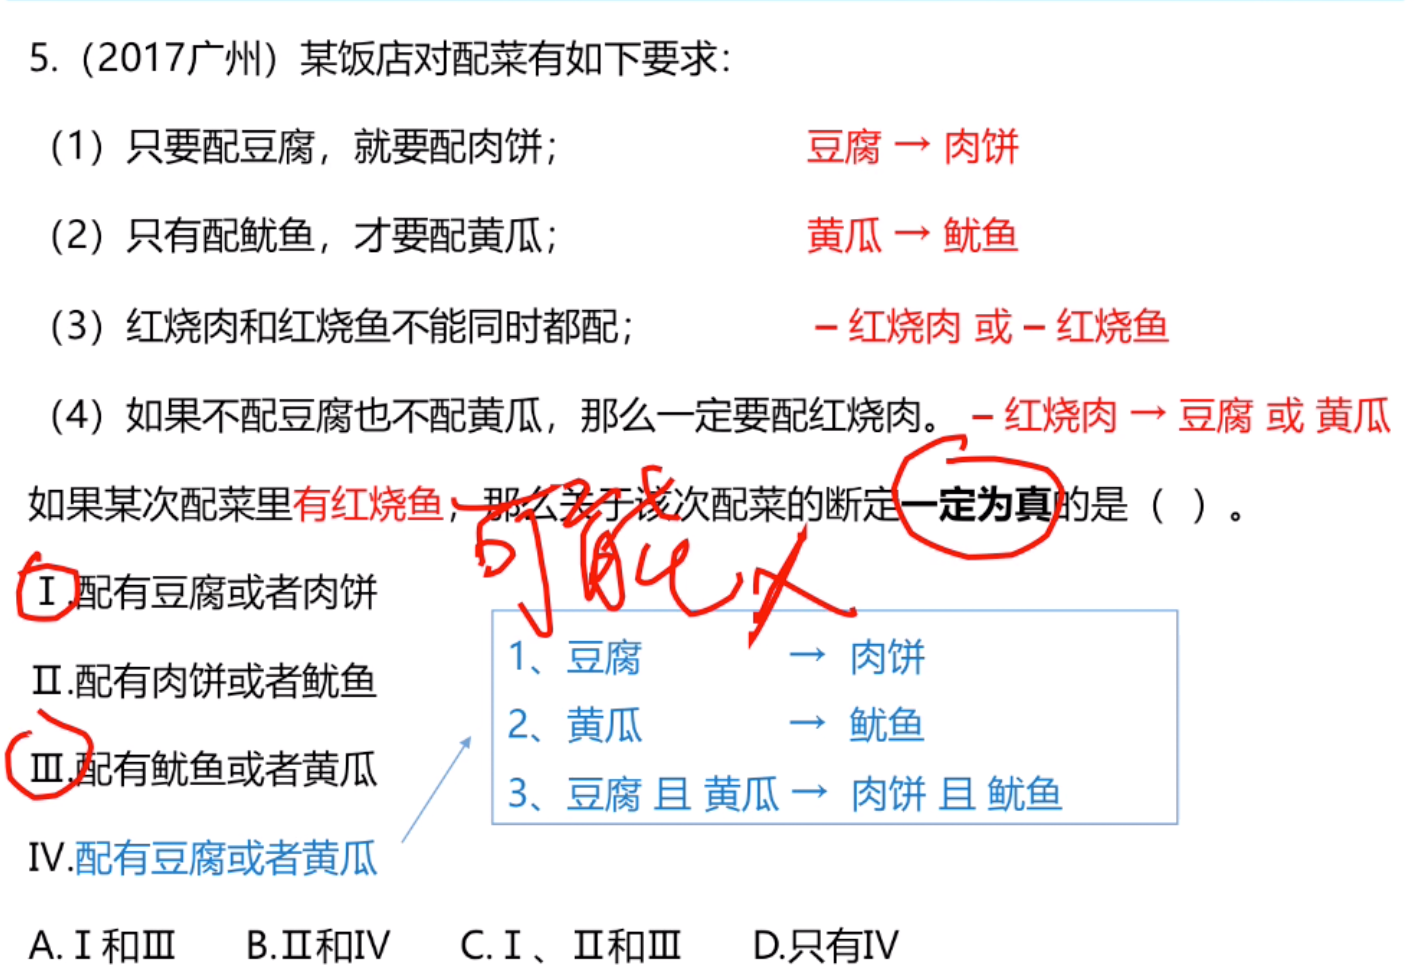 5.（2017广州）某饭店对配菜有如下要求：
（1）只要配豆腐，就要配肉饼； 豆腐 → 肉饼
（2）只有配鱿鱼，才要配黄瓜； 黄瓜 → 鱿鱼
（3）红烧肉和红烧鱼不能同时都配； – 红烧肉 或 – 红烧鱼
（4）如果不配豆腐也不配黄瓜，那么一定要配红烧肉。 – 红烧肉 → 豆腐 或 黄瓜
如果某次配菜里有红烧鱼，那么关于该次配菜的断定一定为真的是（ ）。
可能 ×
Ⅰ.配有豆腐或者肉饼
Ⅱ.配有肉饼或者鱿鱼
Ⅲ.配有鱿鱼或者黄瓜
Ⅳ.配有豆腐或者黄瓜
1、豆腐 → 肉饼
2、黄瓜 → 鱿鱼
3、豆腐 且 黄瓜 → 肉饼 且 鱿鱼
A.Ⅰ和Ⅲ B.Ⅱ和Ⅳ C.Ⅰ、Ⅱ和Ⅲ D.只有Ⅳ